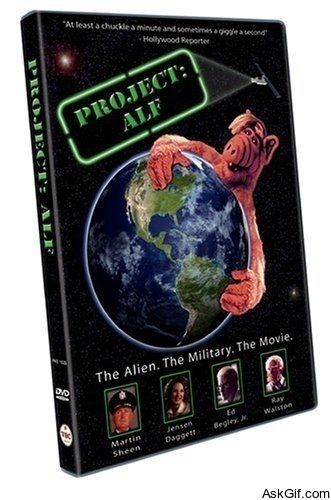 "At least a chuckle a minute and sometimes a giggle a second"
- Hollywood Reporter
PROJECT:
ALF
PROJECT: ALF
The Alien. The Military. The Movie.
Martin
Sheen
Jensen
Daggett
Ed
Begley, Jr.
Ray
Walston
DVD
AskGif.com